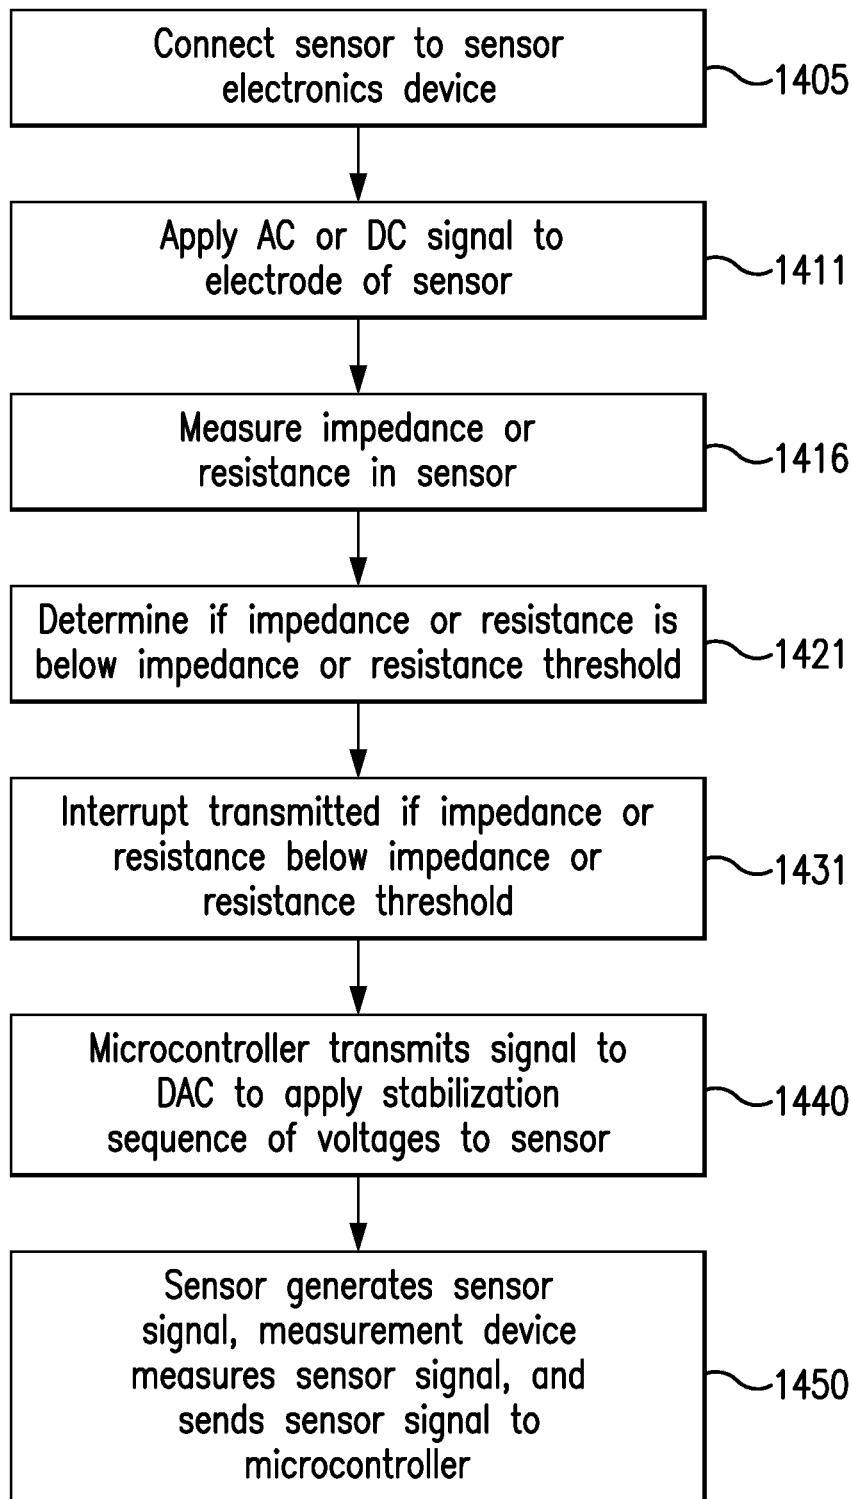 Connect sensor to sensor
electronics device
1405
Apply AC or DC signal to
electrode of sensor
1411
Measure impedance or
resistance in sensor
1416
Determine if impedance or resistance is
below impedance or resistance threshold
1421
Interrupt transmitted if impedance or
resistance below impedance or
resistance threshold
1431
Microcontroller transmits signal to
DAC to apply stabilization
sequence of voltages to sensor
1440
Sensor generates sensor
signal, measurement device
measures sensor signal, and
sends sensor signal to
microcontroller
1450